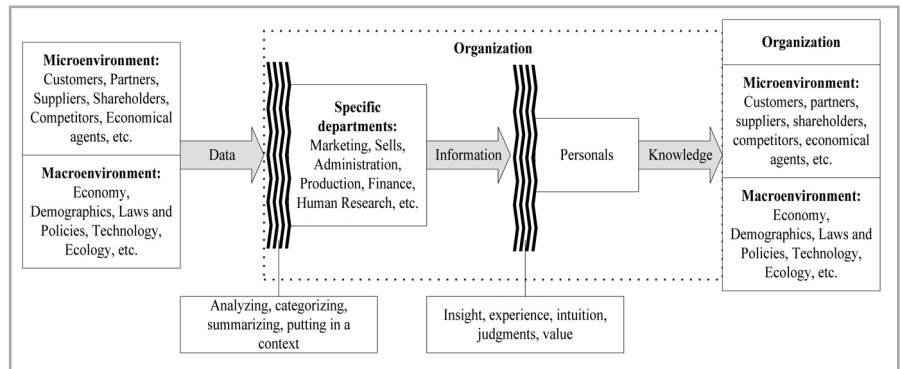 Microenvironment:
Customers, Partners,
Suppliers, Shareholders,
Competitors, Economical
agents, etc.
Macroenvironment:
Economy,
Demographics, Laws and
Policies, Technology,
Ecology, etc.
Data
Organization
Specific
departments:
Marketing, Sells,
Administration,
Production, Finance,
Human Research, etc.
Information
Personals
Knowledge
Organization
Microenvironment:
Customers, partners,
suppliers, shareholders,
competitors, economical
agents, etc.
Macroenvironment:
Economy,
Demographics, Laws and
Policies, Technology,
Ecology, etc.
Analyzing, categorizing,
summarizing, putting in a
context
Insight, experience, intuition,
judgments, value